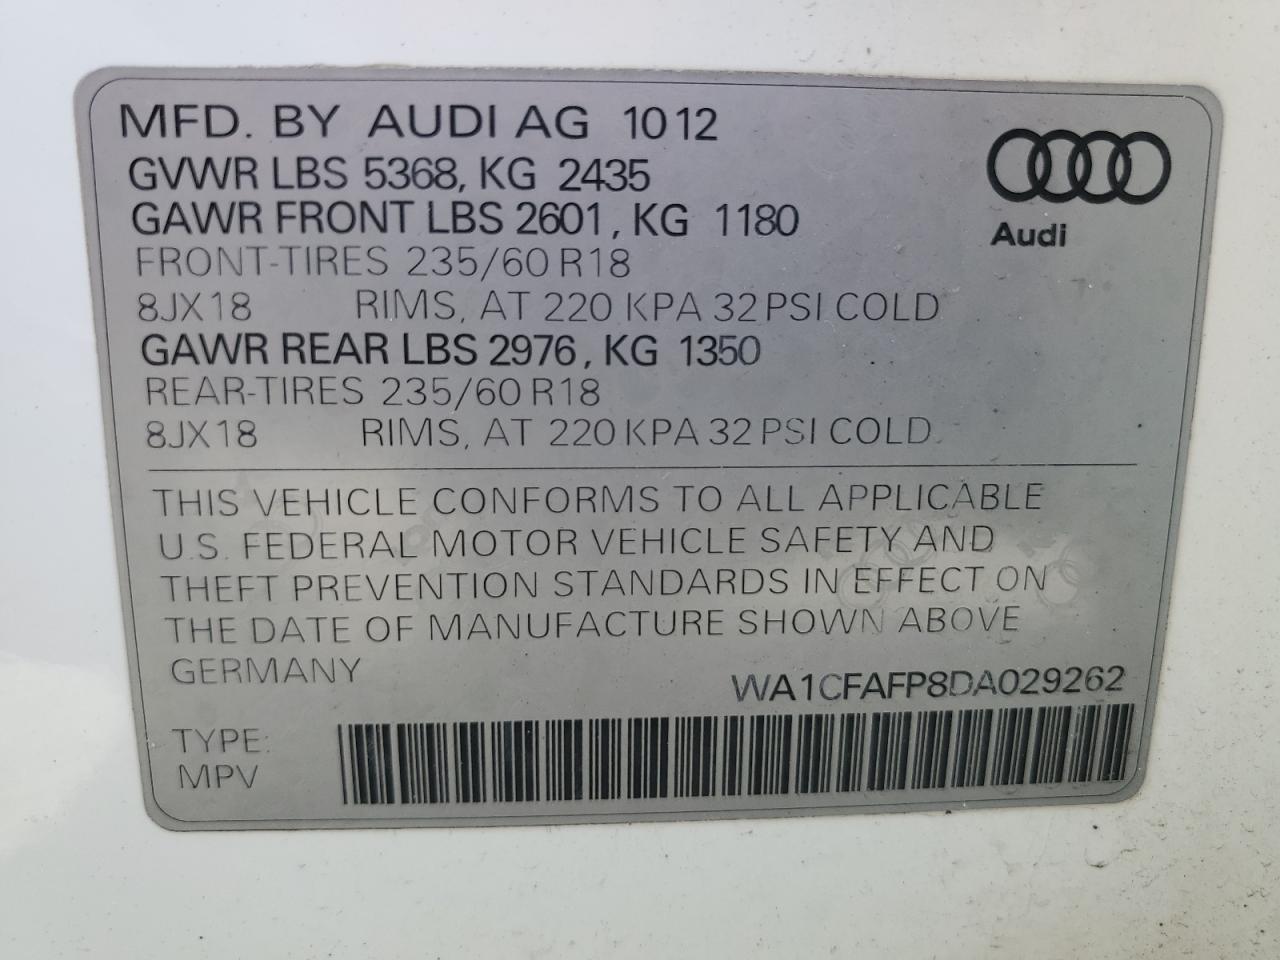 MFD. BY AUDI AG 1012
GVWR LBS 5368, KG 2435
GAWR FRONT LBS 2601, KG 1180
FRONT-TIRES 235/60 R18
8JX18 RIMS, AT 220 KPA 32 PSI COLD
GAWR REAR LBS 2976, KG 1350
REAR-TIRES 235/60 R18
8JX18 RIMS, AT 220 KPA 32 PSI COLD
Audi
THIS VEHICLE CONFORMS TO ALL APPLICABLE
U.S. FEDERAL MOTOR VEHICLE SAFETY AND
THEFT PREVENTION STANDARDS IN EFFECT ON
THE DATE OF MANUFACTURE SHOWN ABOVE
GERMANY
WA1CFAFP8DA029262
TYPE:
MPV